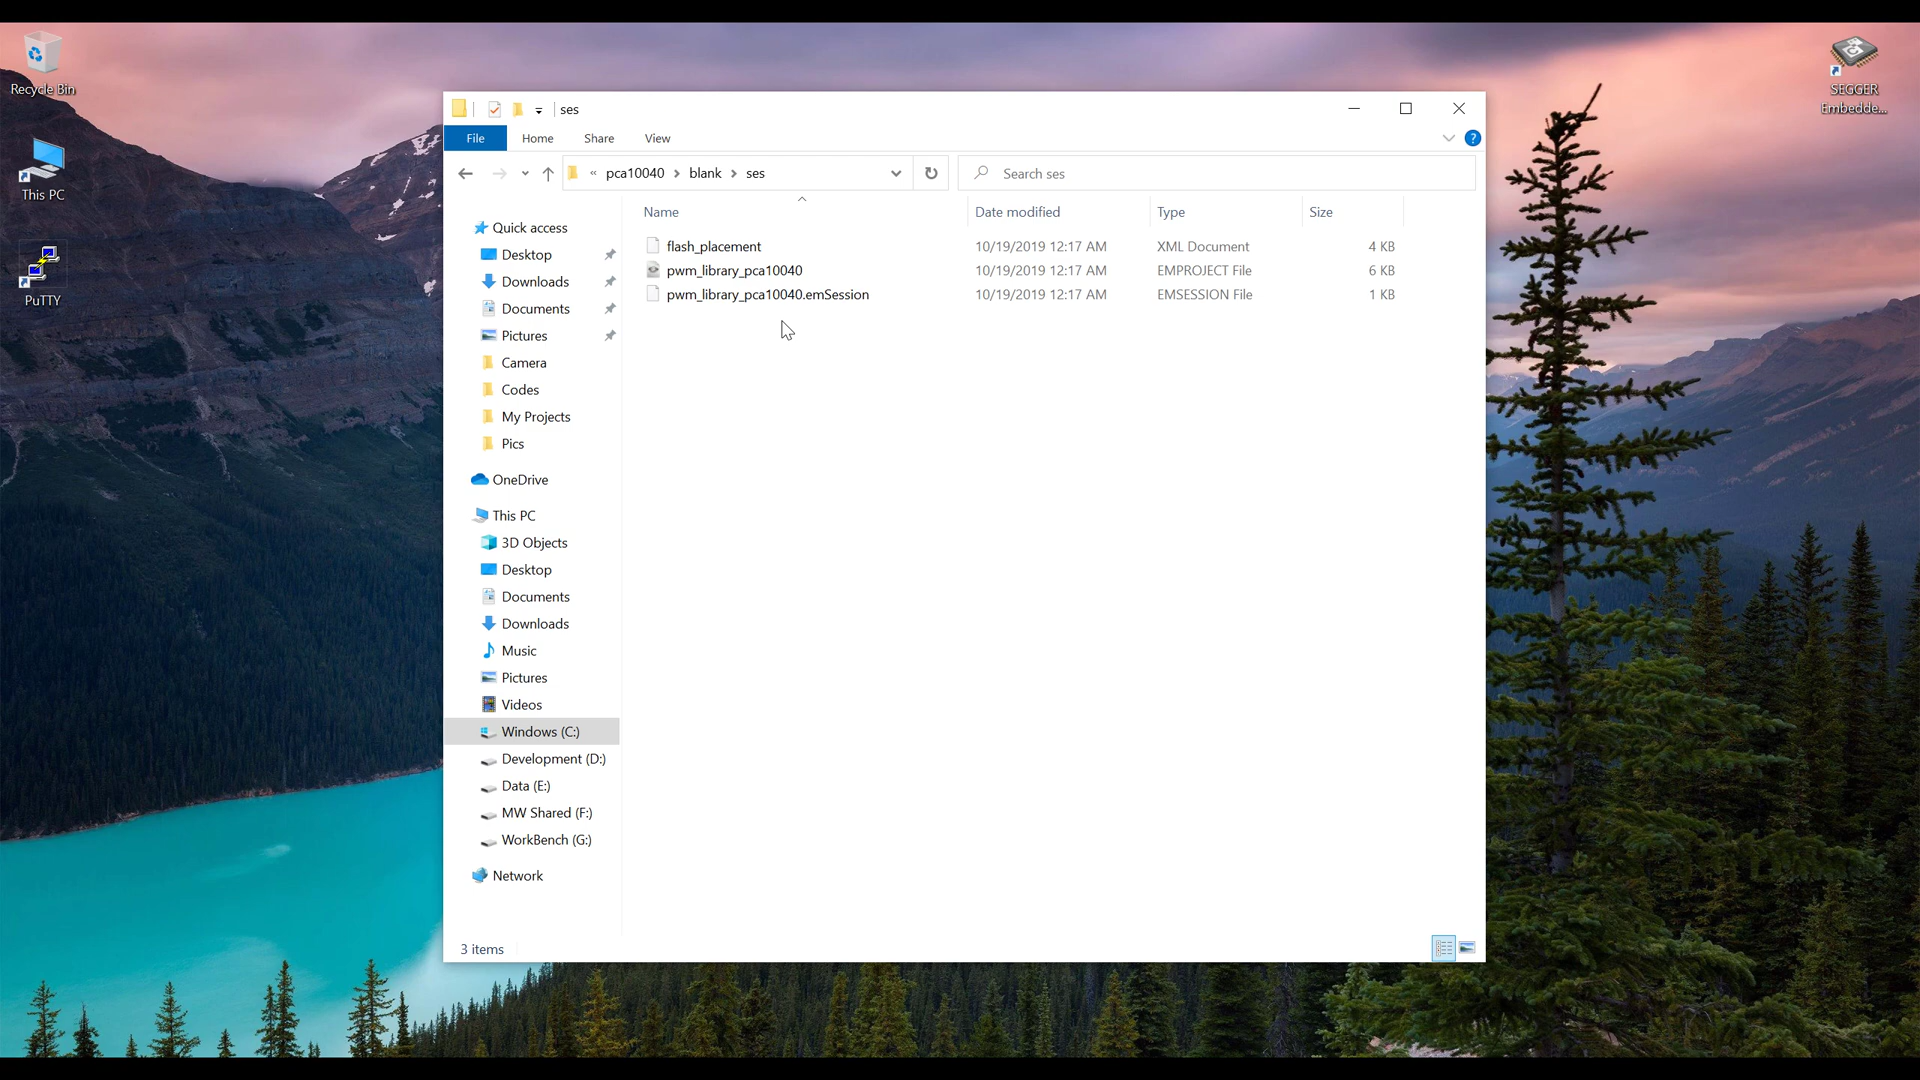 Recycle Bin
This PC
PuTTY
SEGGER
Embedde...
ses
File Home Share View
« pca10040 > blank > ses
Search ses
Name Date modified Type Size
flash_placement 10/19/2019 12:17 AM XML Document 4 KB
pwm_library_pca10040 10/19/2019 12:17 AM EMPROJECT File 6 KB
pwm_library_pca10040.emSession 10/19/2019 12:17 AM EMSESSION File 1 KB
Quick access
Desktop
Downloads
Documents
Pictures
Camera
Codes
My Projects
Pics
OneDrive
This PC
3D Objects
Desktop
Documents
Downloads
Music
Pictures
Videos
Windows (C:)
Development (D:)
Data (E:)
MW Shared (F:)
WorkBench (G:)
Network
3 items